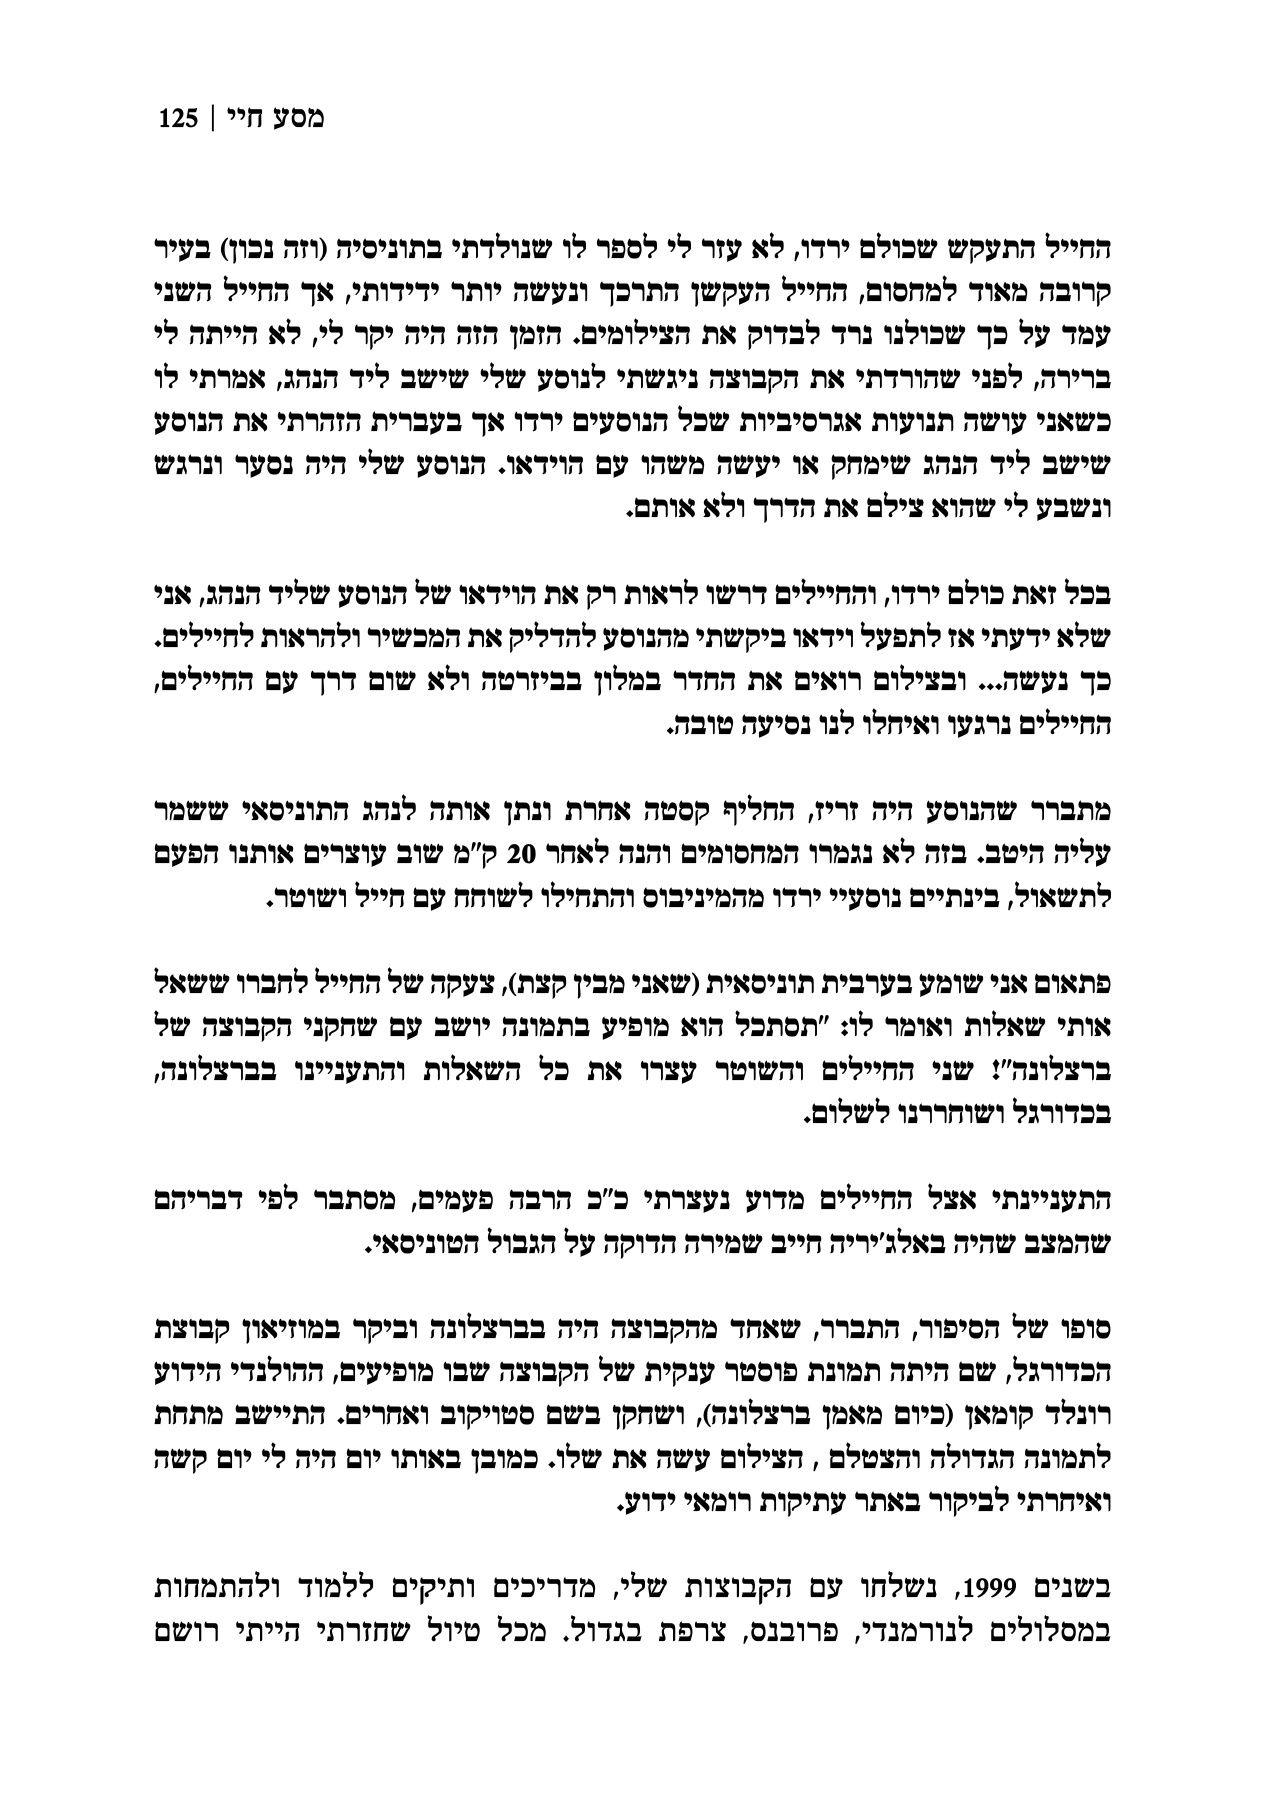 מסע חיי | 125
החייל התעקש שכולם ירדו, לא עזר לי לספר לו שנולדתי בתוניסיה (וזה נכון) בעיר
קרובה מאוד למחסום, החייל העקשן התרכך ונעשה יותר ידידותי, אך החייל השני
עמד על כך שכולנו נרד לבדוק את הצילומים. הזמן הזה היה יקר לי, לא הייתה לי
ברירה, לפני שהורדתי את הקבוצה ניגשתי לנוסע שלי שישב ליד הנהג, אמרתי לו
כשאני עושה תנועות אגרסיביות שכל הנוסעים ירדו אך בעברית הזהרתי את הנוסע
שישב ליד הנהג שימחק או יעשה משהו עם הוידאו. הנוסע שלי היה נסער ונרגש
ונשבע לי שהוא צילם את הדרך ולא אותם.
בכל זאת כולם ירדו, והחיילים דרשו לראות רק את הוידאו של הנוסע שליד הנהג, אני
שלא ידעתי אז לתפעל וידאו ביקשתי מהנוסע להדליק את המכשיר ולהראות לחיילים.
כך נעשה... ובצילום רואים את החדר במלון בביזרטה ולא שום דרך עם החיילים,
החיילים נרגעו ואיחלו לנו נסיעה טובה.
מתברר שהנוסע היה זריז, החליף קסטה אחרת ונתן אותה לנהג התוניסאי ששמר
עליה היטב. בזה לא נגמרו המחסומים והנה לאחר 20 ק"מ שוב עוצרים אותנו הפעם
לתשאול, בינתיים נוסעיי ירדו מהמיניבוס והתחילו לשוחח עם חייל ושוטר.
פתאום אני שומע בערבית תוניסאית (שאני מבין קצת), צעקה של החייל לחברו ששאל
אותי שאלות ואומר לו: "תסתכל הוא מופיע בתמונה יושב עם שחקני הקבוצה של
ברצלונה"! שני החיילים והשוטר עצרו את כל השאלות והתעניינו בברצלונה,
בכדורגל ושוחררנו לשלום.
התעניינתי אצל החיילים מדוע נעצרתי כ"כ הרבה פעמים, מסתבר לפי דבריהם
שהמצב שהיה באלג'יריה חייב שמירה הדוקה על הגבול הטוניסאי.
סופו של הסיפור, התברר, שאחד מהקבוצה היה בברצלונה וביקר במוזיאון קבוצת
הכדורגל, שם היתה תמונת פוסטר ענקית של הקבוצה שבו מופיעים, ההולנדי הידוע
רונלד קומאן (כיום מאמן ברצלונה), ושחקן בשם סטויקוב ואחרים. התיישב מתחת
לתמונה הגדולה והצטלם , הצילום עשה את שלו. כמובן באותו יום היה לי יום קשה
ואיחרתי לביקור באתר עתיקות רומאי ידוע.
בשנים 1999, נשלחו עם הקבוצות שלי, מדריכים ותיקים ללמוד ולהתמחות
במסלולים לנורמנדי, פרובנס, צרפת בגדול. מכל טיול שחזרתי הייתי רושם